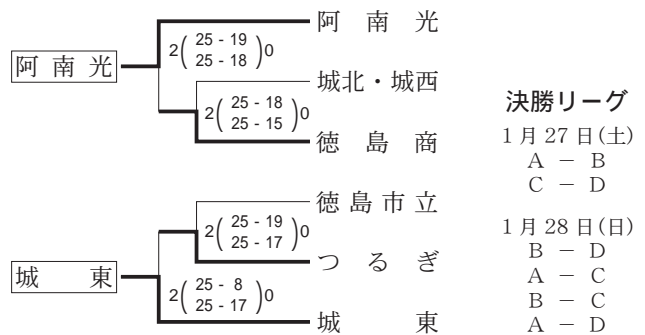 阿南光
2(25 - 19
25 - 18)0
阿南光
城北・城西
2(25 - 18
25 - 15)0
徳島商
徳島市立
2(25 - 19
25 - 17)0
つるぎ
城東
2(25 - 8
25 - 17)0
城東
決勝リーグ
1月27日(土)
A － B
C － D
1月28日(日)
B － D
A － C
B － C
A － D